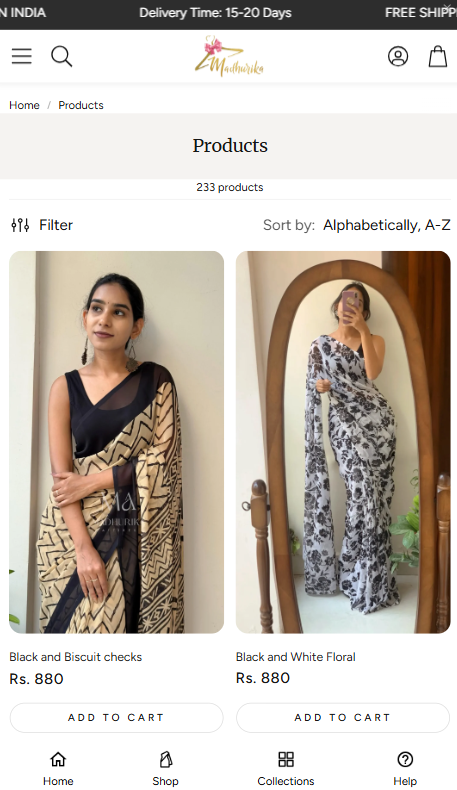 N INDIA
Delivery Time: 15-20 Days
FREE SHIPP
Madhurika
Home / Products
Products
233 products
Filter
Sort by: Alphabetically, A-Z
Black and Biscuit checks
Rs. 880
ADD TO CART
Black and White Floral
Rs. 880
ADD TO CART
Home
Shop
Collections
Help